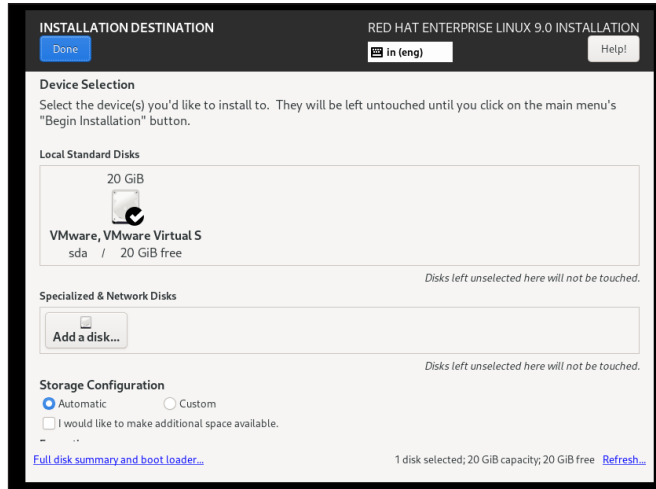 INSTALLATION DESTINATION
RED HAT ENTERPRISE LINUX 9.0 INSTALLATION
Done
in (eng)
Help!
Device Selection
Select the device(s) you'd like to install to. They will be left untouched until you click on the main menu's
"Begin Installation" button.
Local Standard Disks
20 GiB
VMware, VMware Virtual S
sda / 20 GiB free
Disks left unselected here will not be touched.
Specialized & Network Disks
Add a disk...
Disks left unselected here will not be touched.
Storage Configuration
Automatic Custom
I would like to make additional space available.
Full disk summary and boot loader...
1 disk selected; 20 GiB capacity; 20 GiB free Refresh...